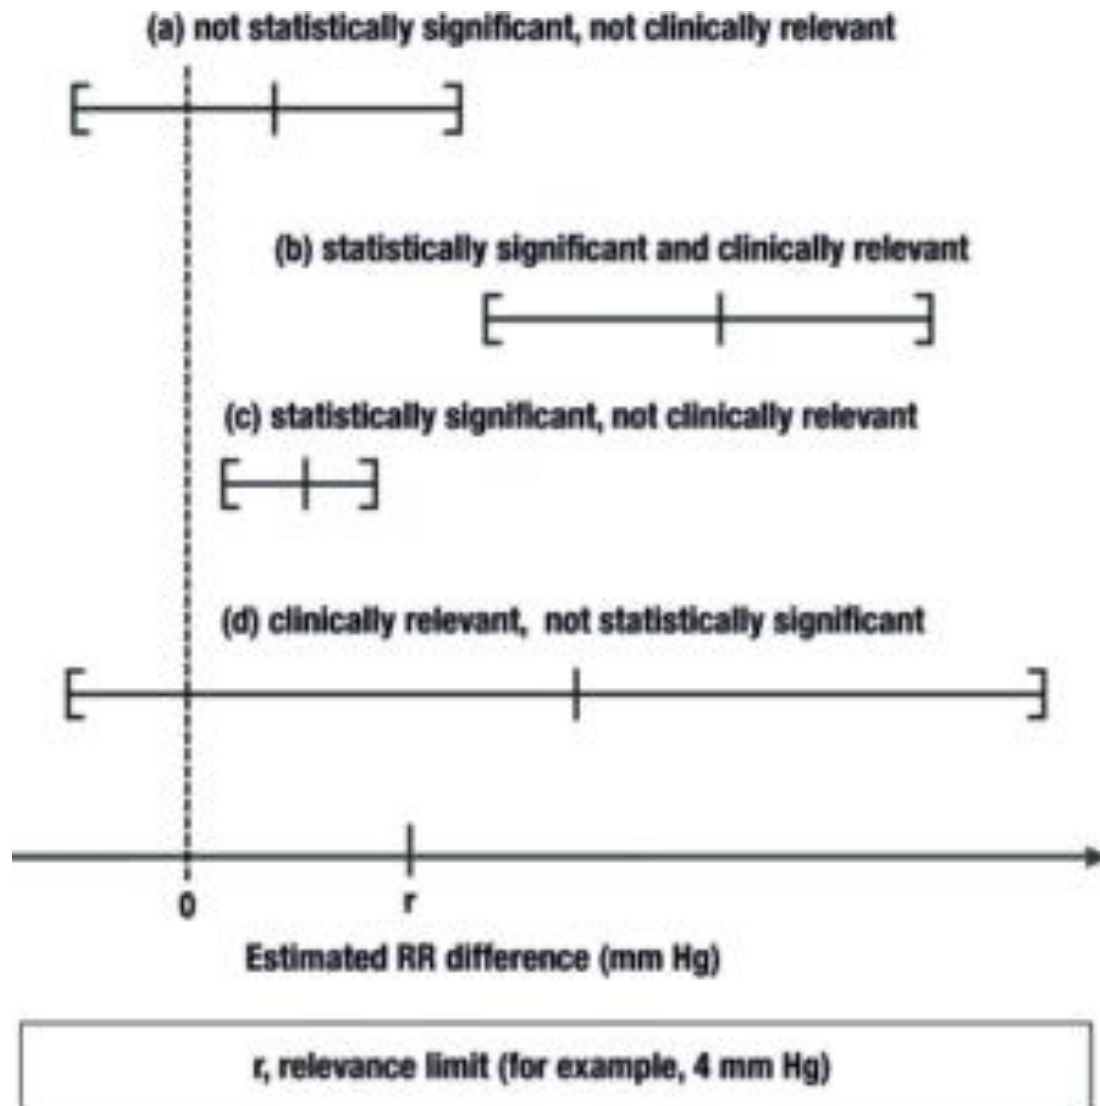 (a) not statistically significant, not clinically relevant
(b) statistically significant and clinically relevant
(c) statistically significant, not clinically relevant
(d) clinically relevant, not statistically significant
0
r
Estimated RR difference (mm Hg)
r, relevance limit (for example, 4 mm Hg)